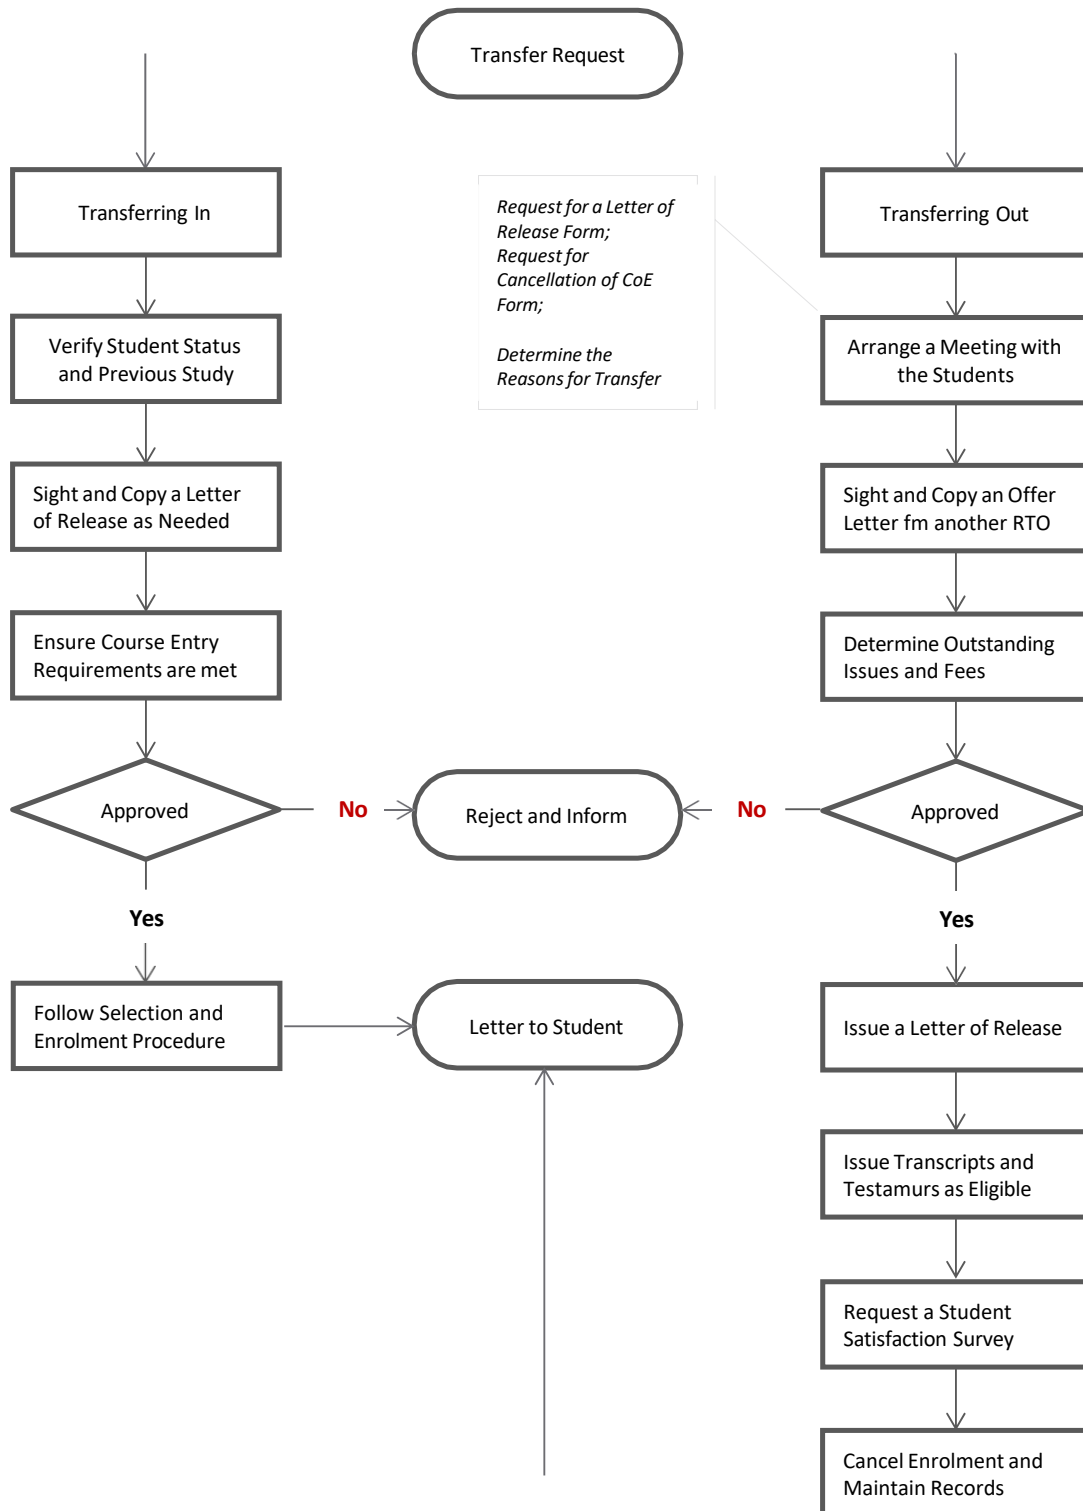 Transfer Request
Transferring In
Request for a Letter of
Release Form;
Request for
Cancellation of CoE
Form;
Determine the
Reasons for Transfer
Transferring Out
Verify Student Status
and Previous Study
Arrange a Meeting with
the Students
Sight and Copy a Letter
of Release as Needed
Sight and Copy an Offer
Letter fm another RTO
Ensure Course Entry
Requirements are met
Determine Outstanding
Issues and Fees
Approved
No
Reject and Inform
No
Approved
Yes
Yes
Follow Selection and
Enrolment Procedure
Letter to Student
Issue a Letter of Release
Issue Transcripts and
Testamurs as Eligible
Request a Student
Satisfaction Survey
Cancel Enrolment and
Maintain Records